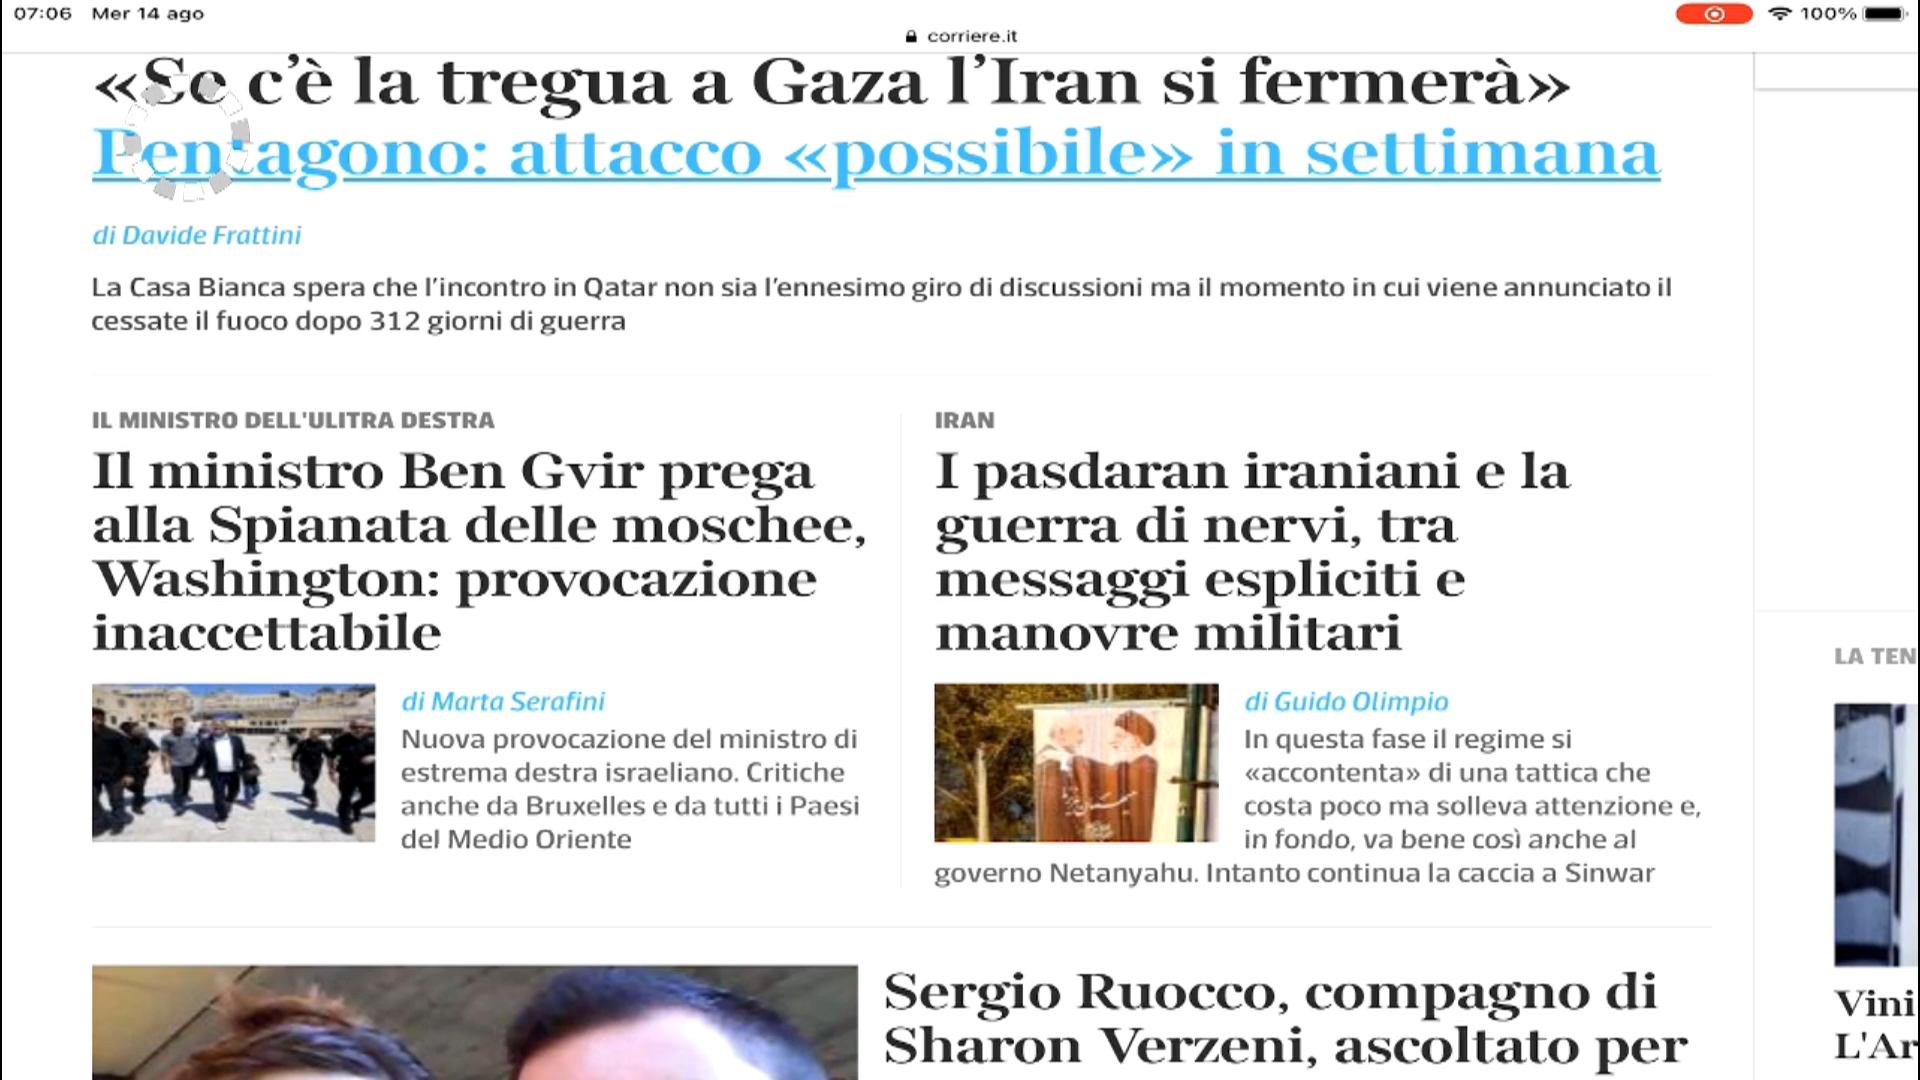 07:06 Mer 14 ago
100%
corriere.it
«Se c'è la tregua a Gaza l'Iran si fermerà»
Pentagono: attacco «possibile» in settimana
di Davide Frattini
La Casa Bianca spera che l'incontro in Qatar non sia l'ennesimo giro di discussioni ma il momento in cui viene annunciato il
cessate il fuoco dopo 312 giorni di guerra
IL MINISTRO DELL'ULITRA DESTRA
Il ministro Ben Gvir prega
alla Spianata delle moschee,
Washington: provocazione
inaccettabile
di Marta Serafini
Nuova provocazione del ministro di
estrema destra israeliano. Critiche
anche da Bruxelles e da tutti i Paesi
del Medio Oriente
IRAN
I pasdaran iraniani e la
guerra di nervi, tra
messaggi espliciti e
manovre militari
di Guido Olimpio
In questa fase il regime si
«accontenta» di una tattica che
costa poco ma solleva attenzione e,
in fondo, va bene così anche al
governo Netanyahu. Intanto continua la caccia a Sinwar
Sergio Ruocco, compagno di
Sharon Verzeni, ascoltato per
LA TEN
Vini
L'Ar